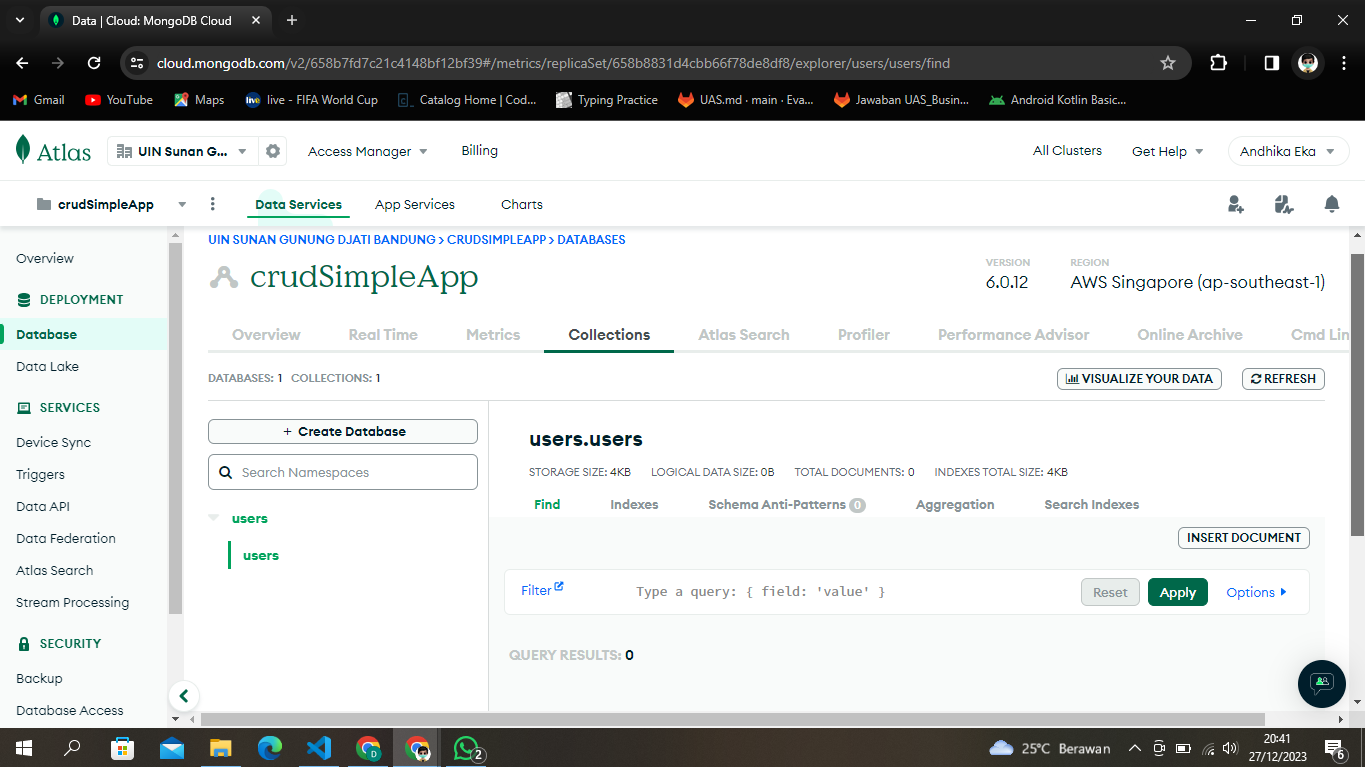 Data | Cloud: MongoDB Cloud
cloud.mongodb.com/v2/658b7fd7c21c4148bf12bf39#/metrics/replicaSet/658b8831d4cbb66f78de8df8/explorer/users/users/find
Gmail YouTube Maps live - FIFA World Cup Catalog Home | Cod... Typing Practice UAS.md · main · Eva... Jawaban UAS_Busin... Android Kotlin Basic...
Atlas UIN Sunan G... Access Manager Billing All Clusters Get Help Andhika Eka
crudSimpleApp Data Services App Services Charts
Overview
DEPLOYMENT
Database
Data Lake
SERVICES
Device Sync
Triggers
Data API
Data Federation
Atlas Search
Stream Processing
SECURITY
Backup
Database Access
UIN SUNAN GUNUNG DJATI BANDUNG > CRUDSIMPLEAPP > DATABASES
crudSimpleApp
VERSION
6.0.12
REGION
AWS Singapore (ap-southeast-1)
Overview Real Time Metrics Collections Atlas Search Profiler Performance Advisor Online Archive Cmd Lin
DATABASES: 1 COLLECTIONS: 1
VISUALIZE YOUR DATA REFRESH
+ Create Database
Search Namespaces
users
users
users.users
STORAGE SIZE: 4KB LOGICAL DATA SIZE: 0B TOTAL DOCUMENTS: 0 INDEXES TOTAL SIZE: 4KB
Find Indexes Schema Anti-Patterns 0 Aggregation Search Indexes
INSERT DOCUMENT
Filter Type a query: { field: 'value' } Reset Apply Options
QUERY RESULTS: 0
2
25°C Berawan
20:41
27/12/2023
6